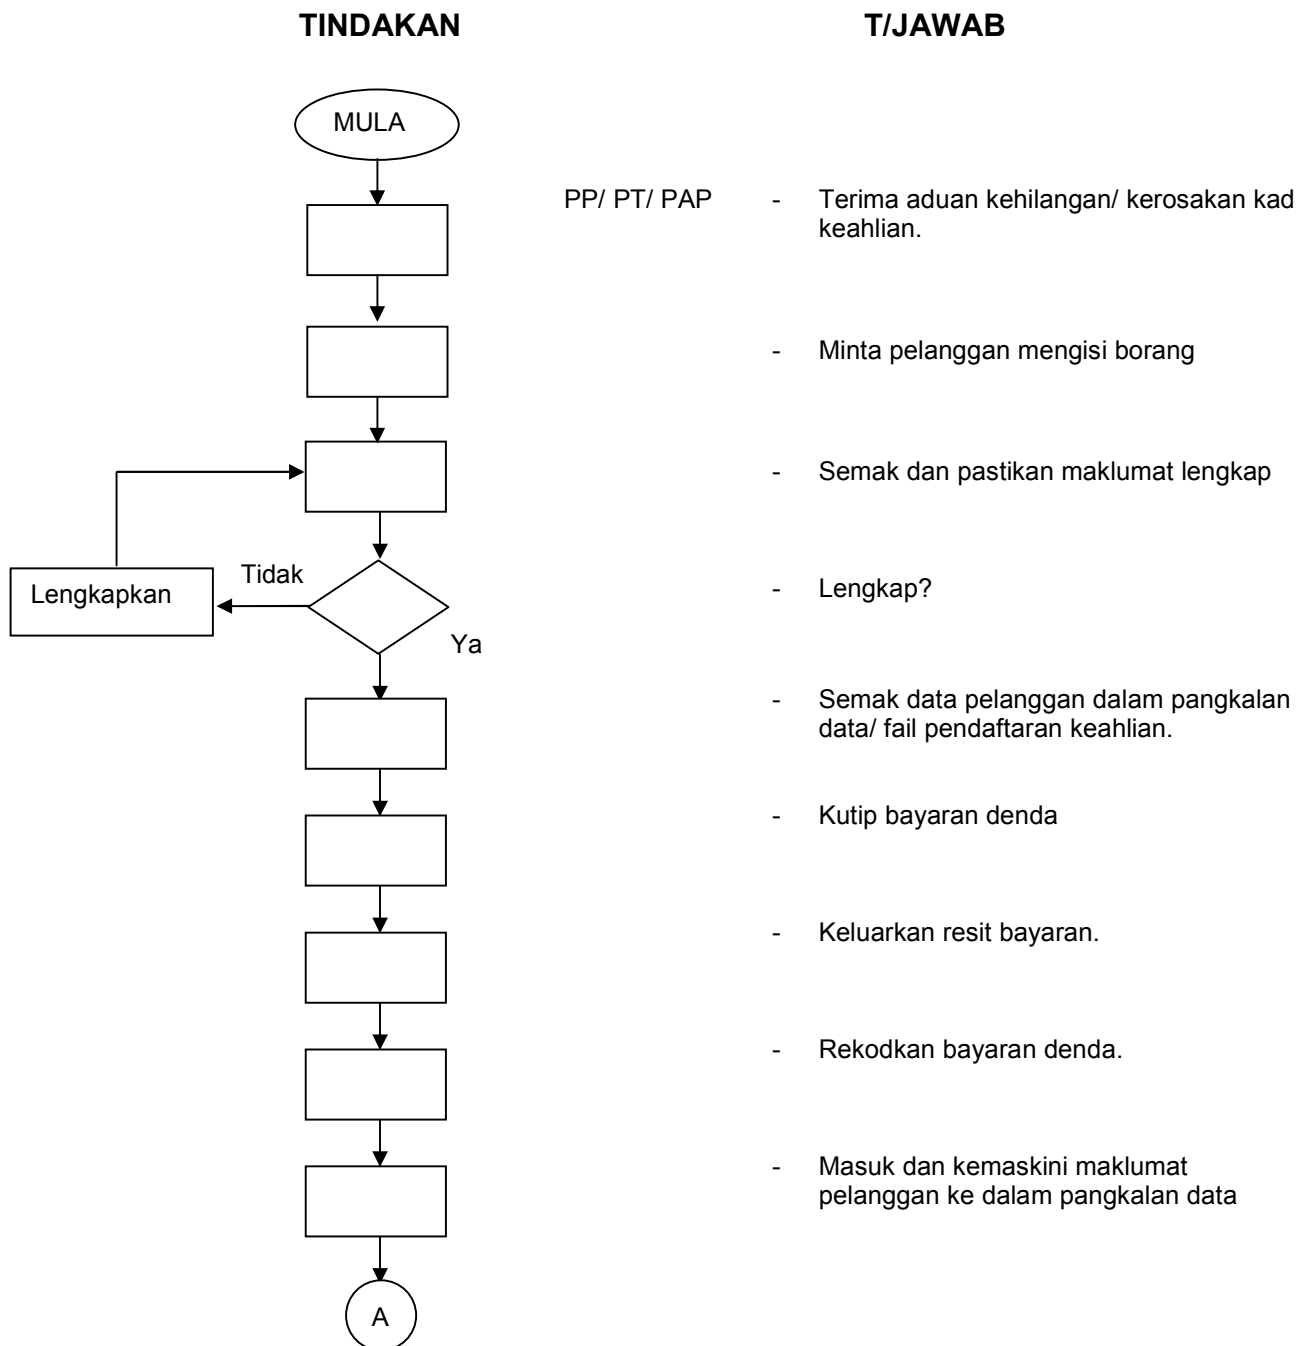 TINDAKAN T/JAWAB
MULA
PP/ PT/ PAP - Terima aduan kehilangan/ kerosakan kad
keahlian.
- Minta pelanggan mengisi borang
- Semak dan pastikan maklumat lengkap
Lengkapkan Tidak - Lengkap?
Ya
- Semak data pelanggan dalam pangkalan
data/ fail pendaftaran keahlian.
- Kutip bayaran denda
- Keluarkan resit bayaran.
- Rekodkan bayaran denda.
- Masuk dan kemaskini maklumat
pelanggan ke dalam pangkalan data
A